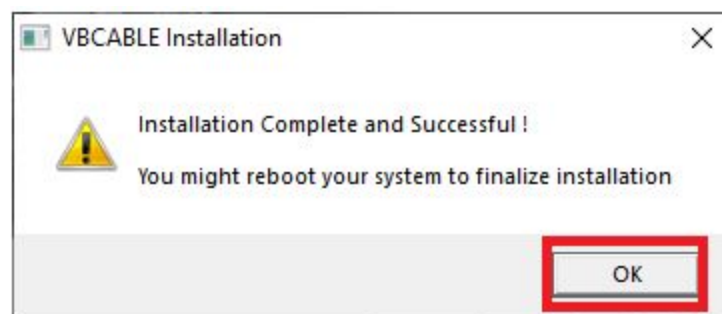 VBCABLE Installation
Installation Complete and Successful !
You might reboot your system to finalize installation
OK